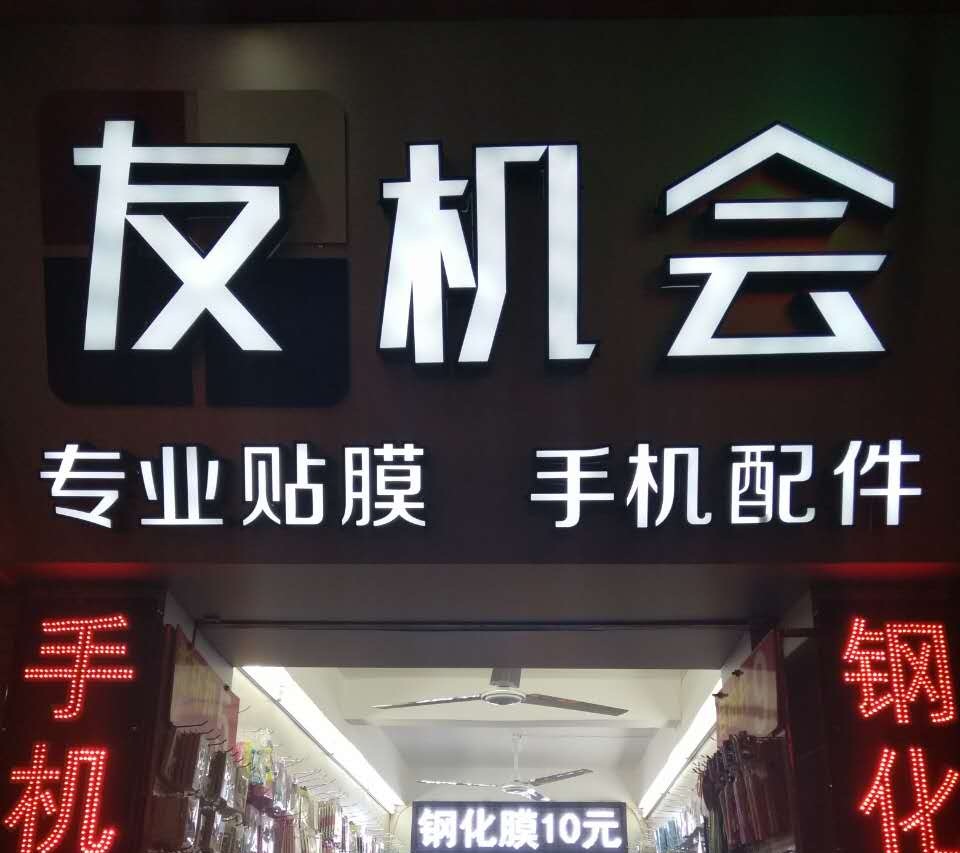 友机会
专业贴膜 手机配件
手机
钢化
钢化膜10元